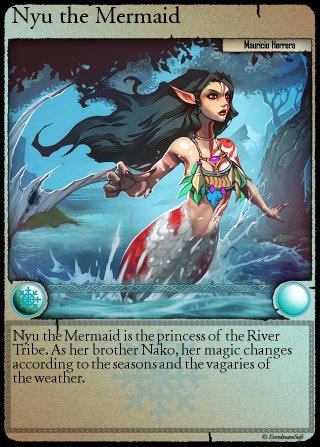 Nyu the Mermaid
Mauricio Herrera
Nyu the Mermaid is the princess of the River
Tribe. As her brother Nako, her magic changes
according to the seasons and the vagaries of
the weather.
© EverdreamSoft